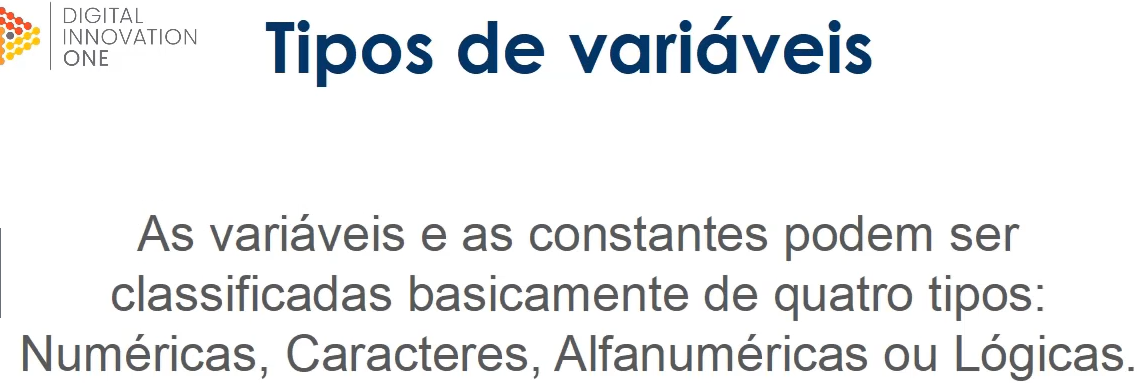 DIGITAL
INNOVATION
ONE
Tipos de variáveis
As variáveis e as constantes podem ser
classificadas basicamente de quatro tipos:
Numéricas, Caracteres, Alfanuméricas ou Lógicas.